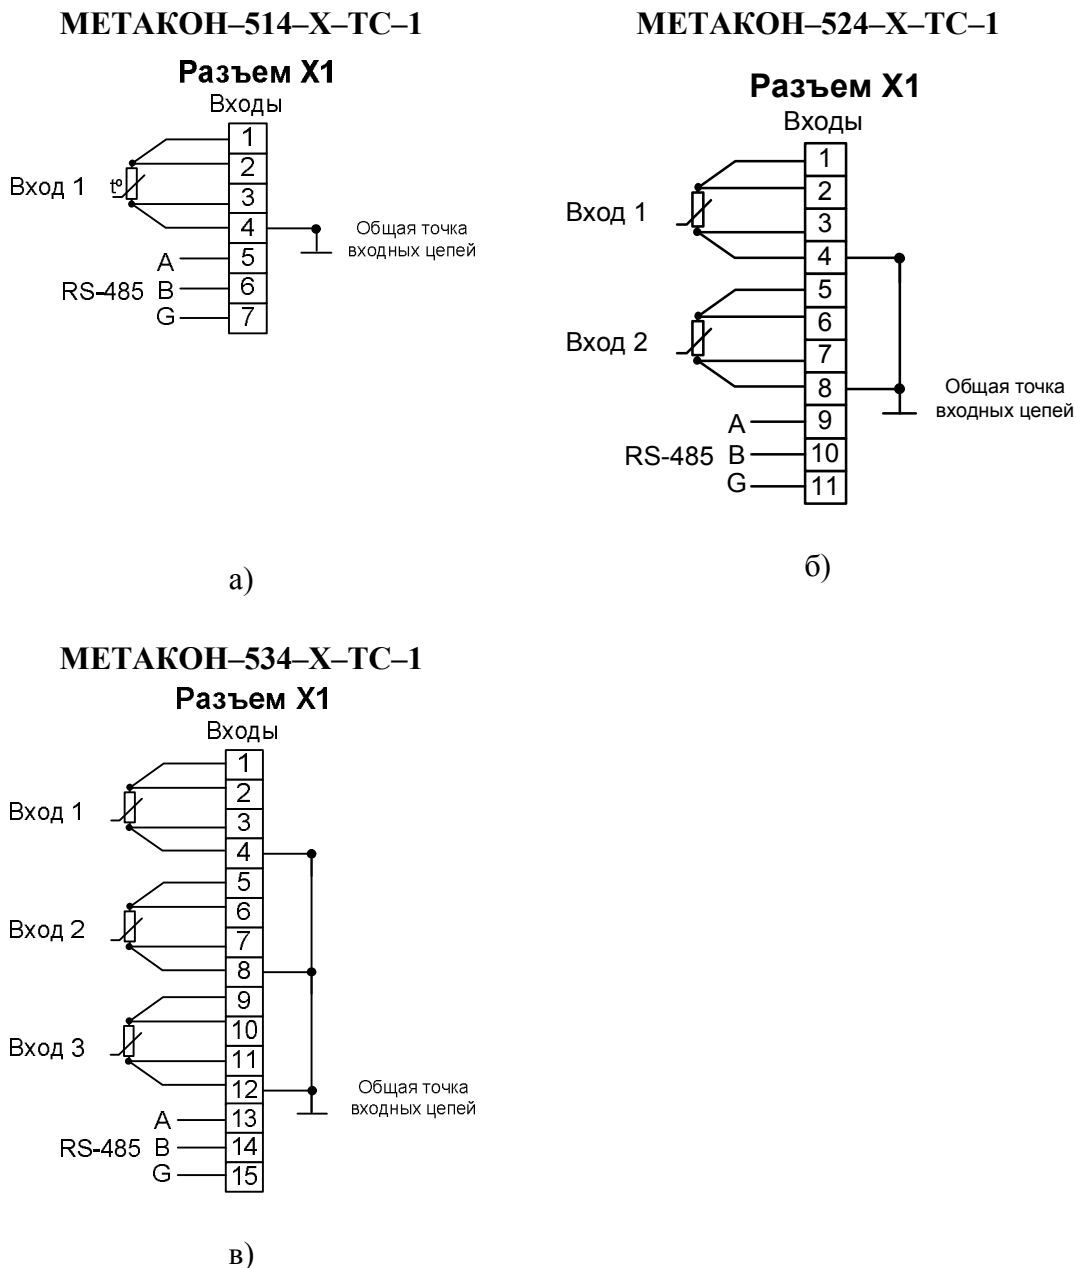 МЕТАКОН–514–Х–ТС–1
Разъем X1
Входы
1
2
3
4
5
6
7
Вход 1
tº
Общая точка
входных цепей
A
RS-485 B
G
а)
МЕТАКОН–524–Х–ТС–1
Разъем X1
Входы
1
2
3
4
5
6
7
8
9
10
11
Вход 1
Вход 2
Общая точка
входных цепей
A
RS-485 B
G
б)
МЕТАКОН–534–Х–ТС–1
Разъем X1
Входы
1
2
3
4
5
6
7
8
9
10
11
12
13
14
15
Вход 1
Вход 2
Вход 3
Общая точка
входных цепей
A
RS-485 B
G
в)